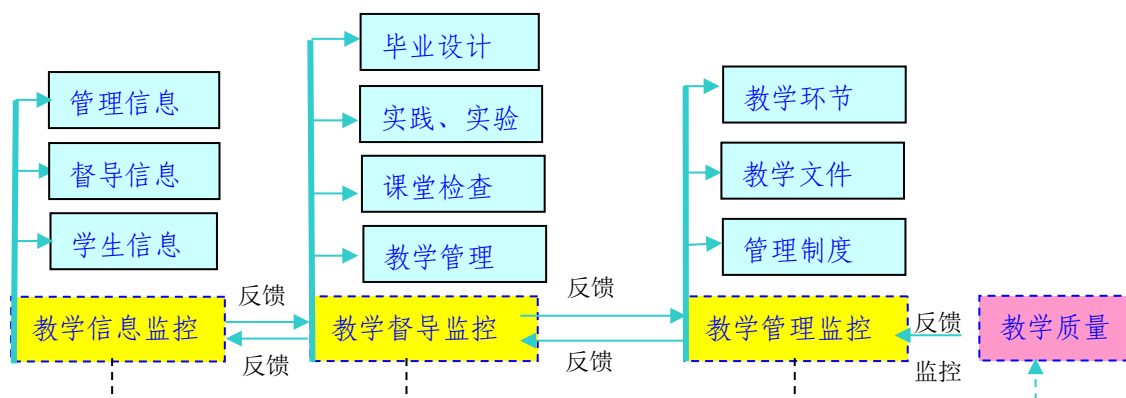 毕业设计
管理信息
教学环节
实践、实验
督导信息
教学文件
课堂检查
学生信息
管理制度
教学管理
反馈
反馈
教学信息监控
教学督导监控
教学管理监控
反馈
教学质量
反馈
反馈
监控